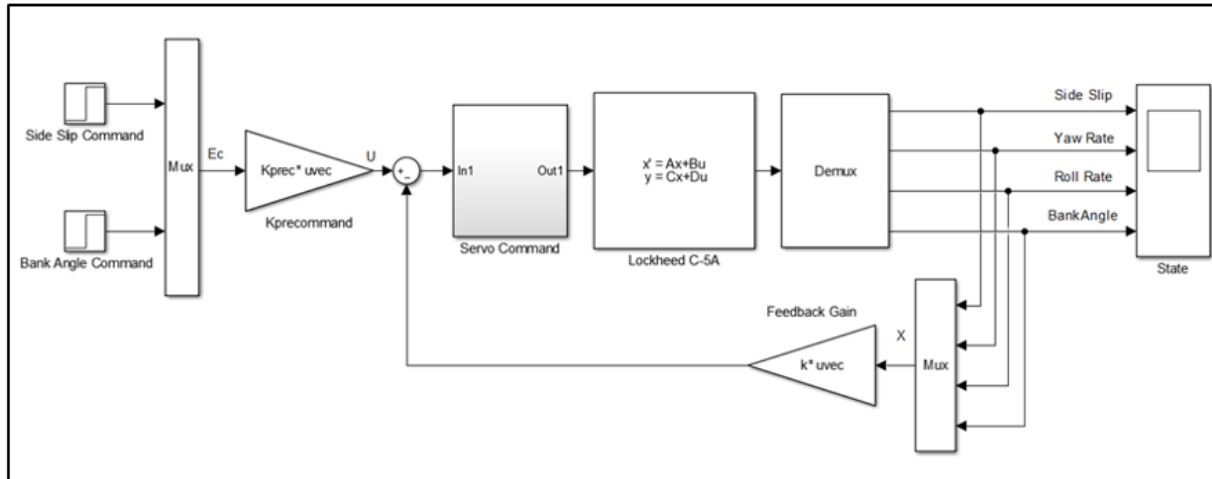 Side Slip Command
Bank Angle Command
Mux
Ec
Kprec* uvec
Kprecommand
U
+
-
In1
Out1
Servo Command
x' = Ax+Bu
y = Cx+Du
Lockheed C-5A
Demux
Side Slip
Yaw Rate
Roll Rate
BankAngle
State
Feedback Gain
k* uvec
X
Mux